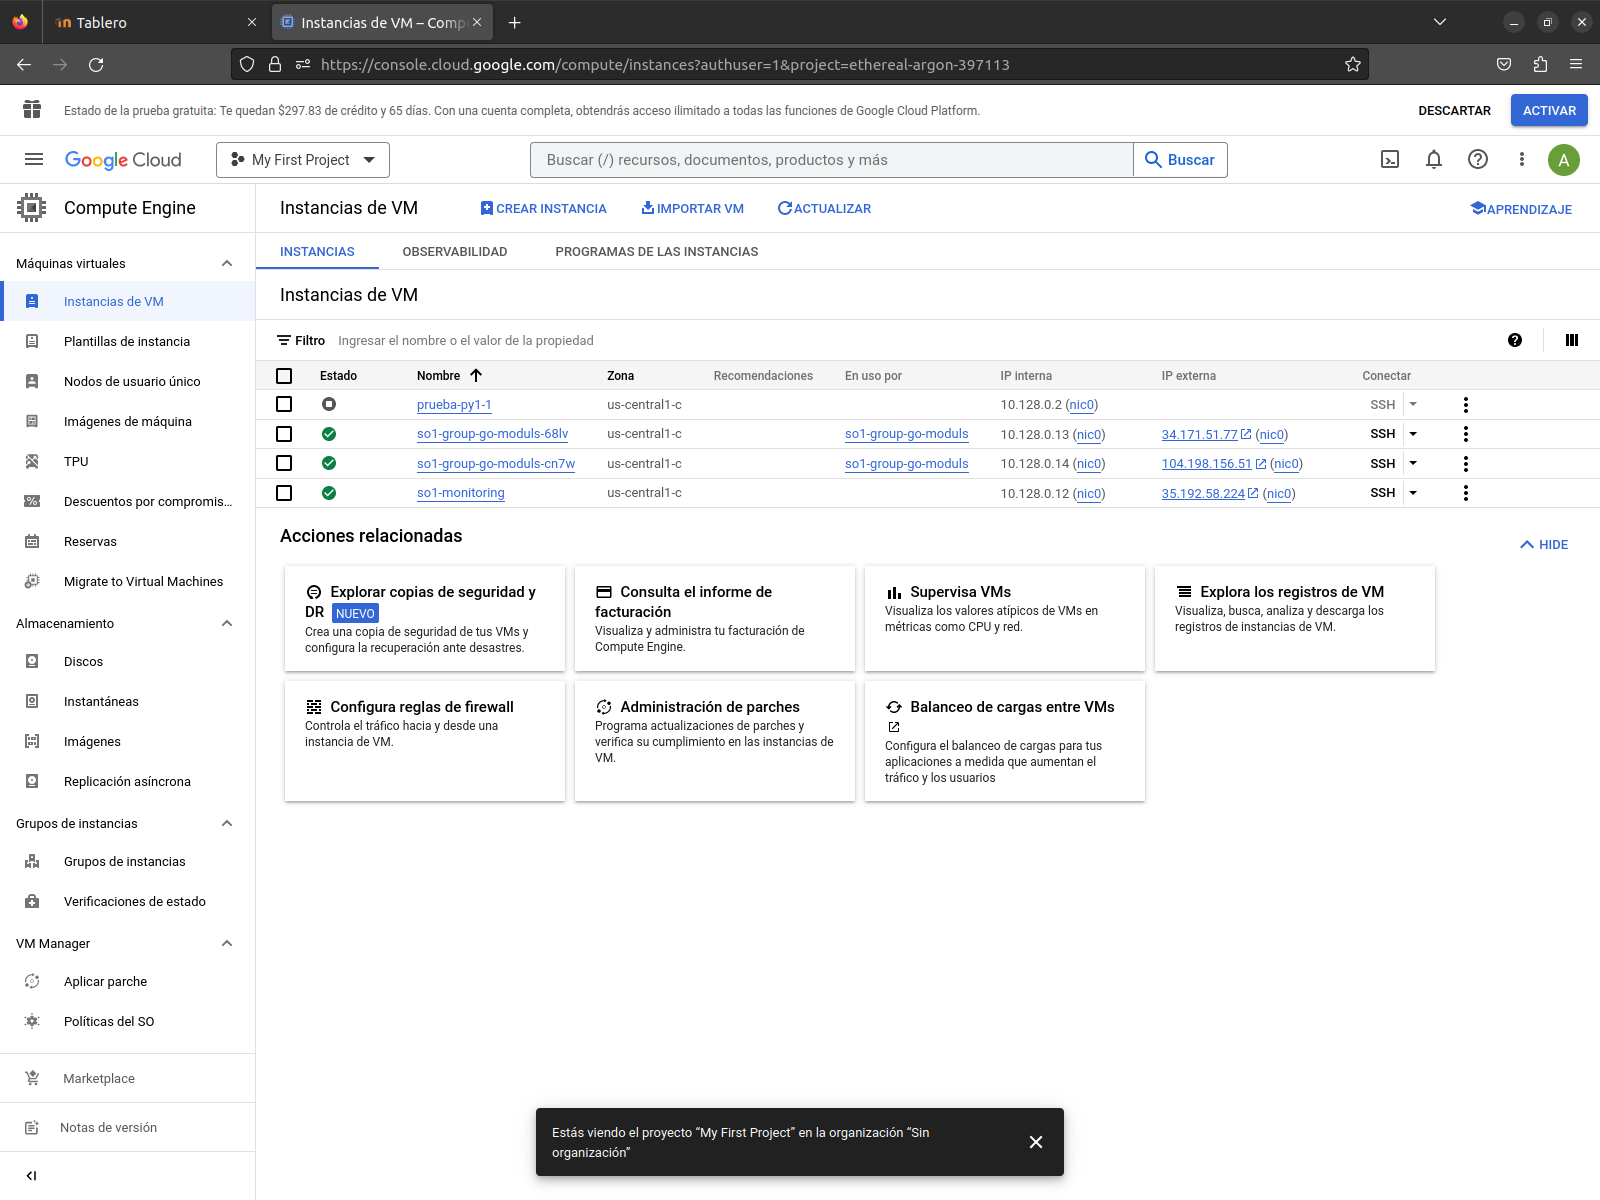 Tablero
Instancias de VM – Comp
https://console.cloud.google.com/compute/instances?authuser=1&project=ethereal-argon-397113
Estado de la prueba gratuita: Te quedan $297.83 de crédito y 65 días. Con una cuenta completa, obtendrás acceso ilimitado a todas las funciones de Google Cloud Platform.
DESCARTAR
ACTIVAR
Google Cloud
My First Project
Buscar (/) recursos, documentos, productos y más
Buscar
A
Compute Engine
Instancias de VM
CREAR INSTANCIA
IMPORTAR VM
ACTUALIZAR
APRENDIZAJE
Máquinas virtuales
Instancias de VM
Plantillas de instancia
Nodos de usuario único
Imágenes de máquina
TPU
Descuentos por compromis...
Reservas
Migrate to Virtual Machines
Almacenamiento
Discos
Instantáneas
Imágenes
Replicación asíncrona
Grupos de instancias
Grupos de instancias
Verificaciones de estado
VM Manager
Aplicar parche
Políticas del SO
Marketplace
Notas de versión
INSTANCIAS
OBSERVABILIDAD
PROGRAMAS DE LAS INSTANCIAS
Instancias de VM
Filtro
Ingresar el nombre o el valor de la propiedad
Estado Nombre Zona Recomendaciones En uso por IP interna IP externa Conectar
prueba-py1-1 us-central1-c 10.128.0.2 (nic0) SSH
so1-group-go-moduls-68lv us-central1-c so1-group-go-moduls 10.128.0.13 (nic0) 34.171.51.77 (nic0) SSH
so1-group-go-moduls-cn7w us-central1-c so1-group-go-moduls 10.128.0.14 (nic0) 104.198.156.51 (nic0) SSH
so1-monitoring us-central1-c 10.128.0.12 (nic0) 35.192.58.224 (nic0) SSH
Acciones relacionadas
HIDE
Explorar copias de seguridad y
DR NUEVO
Crea una copia de seguridad de tus VMs y
configura la recuperación ante desastres.
Consulta el informe de
facturación
Visualiza y administra tu facturación de
Compute Engine.
Supervisa VMs
Visualiza los valores atípicos de VMs en
métricas como CPU y red.
Explora los registros de VM
Visualiza, busca, analiza y descarga los
registros de instancias de VM.
Configura reglas de firewall
Controla el tráfico hacia y desde una
instancia de VM.
Administración de parches
Programa actualizaciones de parches y
verifica su cumplimiento en las instancias de
VM.
Balanceo de cargas entre VMs
Configura el balanceo de cargas para tus
aplicaciones a medida que aumentan el
tráfico y los usuarios
Estás viendo el proyecto “My First Project” en la organización “Sin
organización”